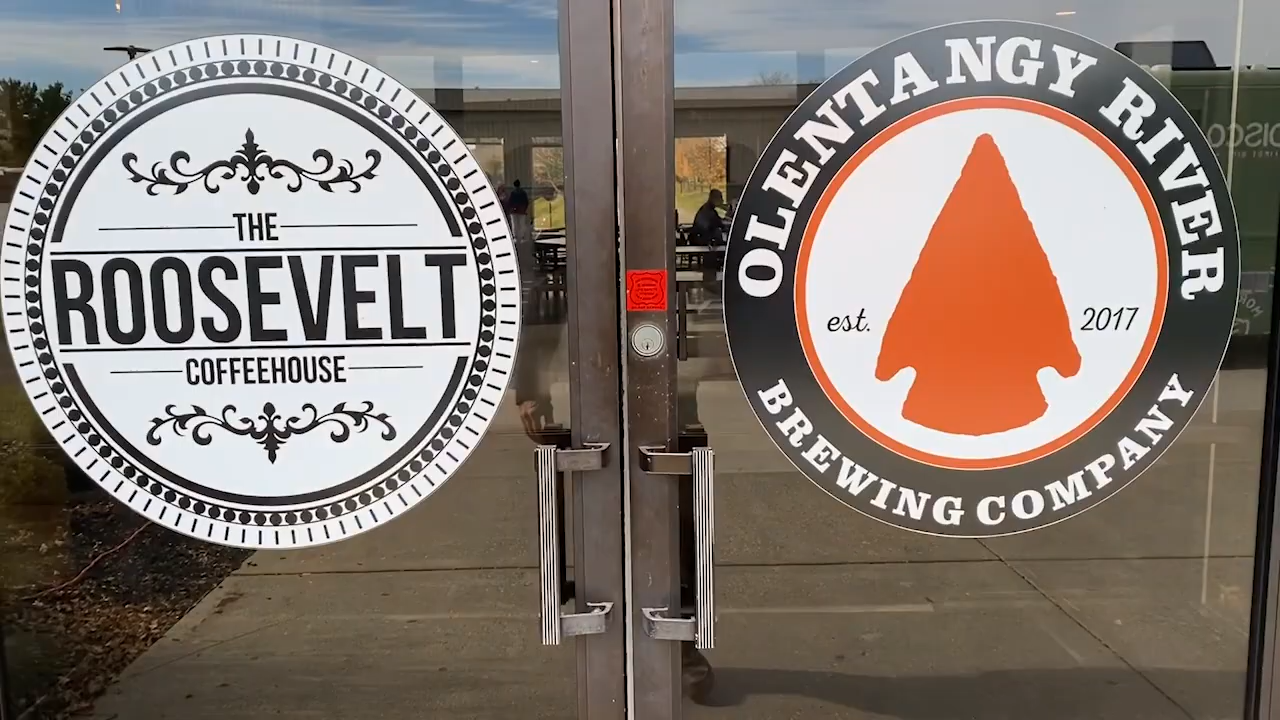 THE
ROOSEVELT
COFFEEHOUSE
OLENTANGY RIVER
est. 2017
BREWING COMPANY